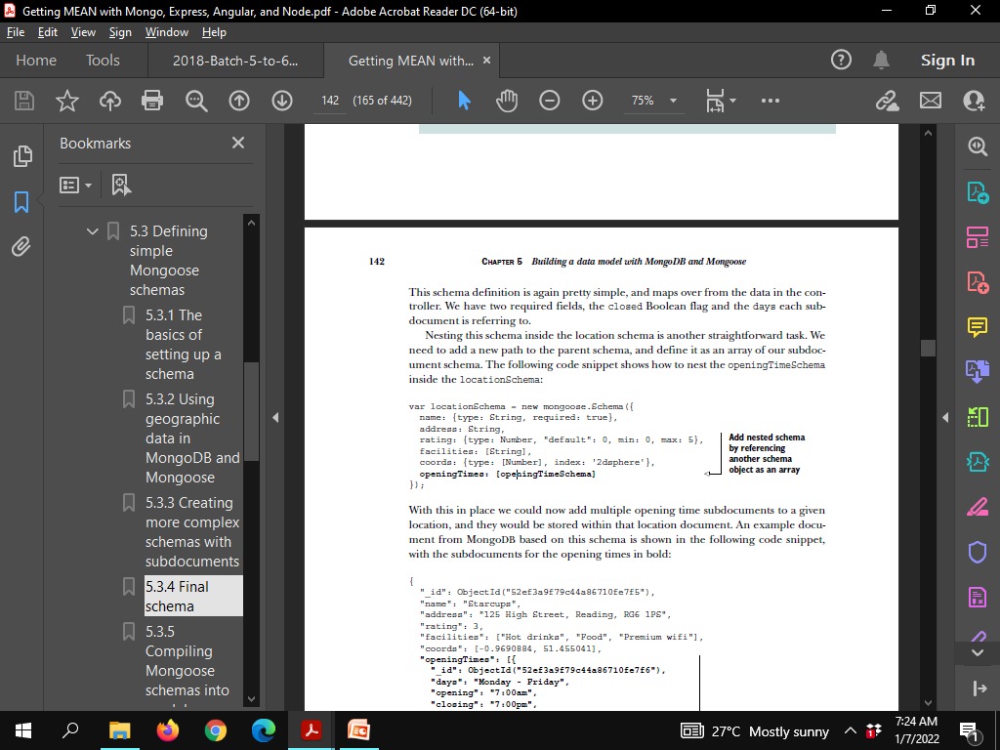 Getting MEAN with Mongo, Express, Angular, and Node.pdf - Adobe Acrobat Reader DC (64-bit)
File Edit View Sign Window Help
Home Tools 2018-Batch-5-to-6... Getting MEAN with... × Sign In
142 (165 of 442) 75%
Bookmarks
5.3 Defining
simple
Mongoose
schemas
5.3.1 The
basics of
setting up a
schema
5.3.2 Using
geographic
data in
MongoDB and
Mongoose
5.3.3 Creating
more complex
schemas with
subdocuments
5.3.4 Final
schema
5.3.5
Compiling
Mongoose
schemas into
142 CHAPTER 5 Building a data model with MongoDB and Mongoose
This schema definition is again pretty simple, and maps over from the data in the con-
troller. We have two required fields, the closed Boolean flag and the days each sub-
document is referring to.
Nesting this schema inside the location schema is another straightforward task. We
need to add a new path to the parent schema, and define it as an array of our subdoc-
ument schema. The following code snippet shows how to nest the openingTimeSchema
inside the locationSchema:
var locationSchema = new mongoose.Schema({
name: {type: String, required: true},
address: String,
rating: {type: Number, "default": 0, min: 0, max: 5},
facilities: [String],
coords: {type: [Number], index: '2dsphere'},
openingTimes: [openingTimeSchema]
});
Add nested schema
by referencing
another schema
object as an array
With this in place we could now add multiple opening time subdocuments to a given
location, and they would be stored within that location document. An example docu-
ment from MongoDB based on this schema is shown in the following code snippet,
with the subdocuments for the opening times in bold:
{
"_id": ObjectId("52ef3a9f79c44a86710fe7f5"),
"name": "Starcups",
"address": "125 High Street, Reading, RG6 1PS",
"rating": 3,
"facilities": ["Hot drinks", "Food", "Premium wifi"],
"coords": [-0.9690884, 51.455041],
"openingTimes": [{
"_id": ObjectId("52ef3a9f79c44a86710fe7f6"),
"days": "Monday - Friday",
"opening": "7:00am",
"closing": "7:00pm",
27°C Mostly sunny
7:24 AM
1/7/2022
1